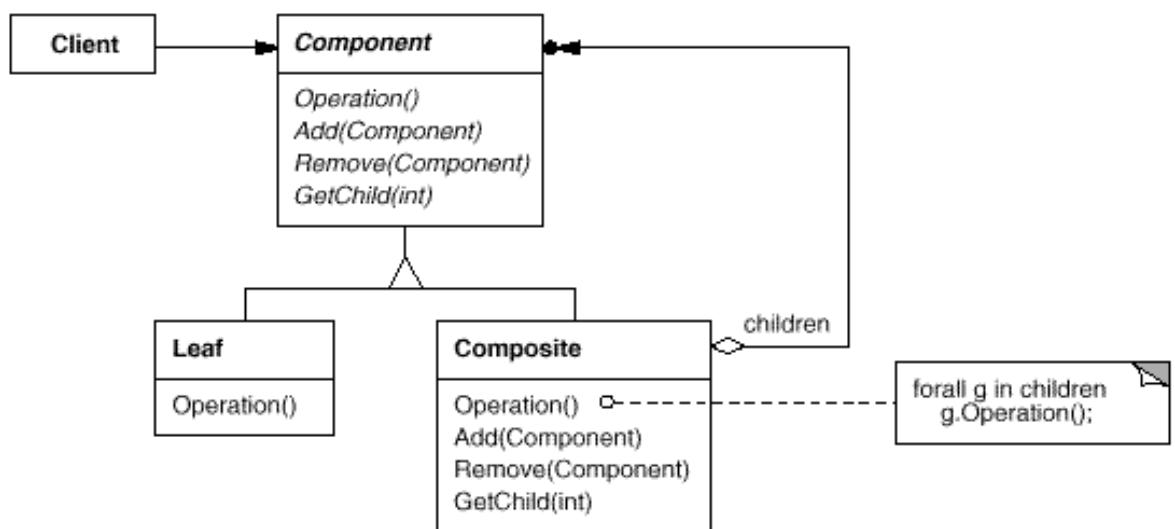 Client
Component
Operation()
Add(Component)
Remove(Component)
GetChild(int)
children
Leaf
Operation()
Composite
Operation()
Add(Component)
Remove(Component)
GetChild(int)
forall g in children
g.Operation();